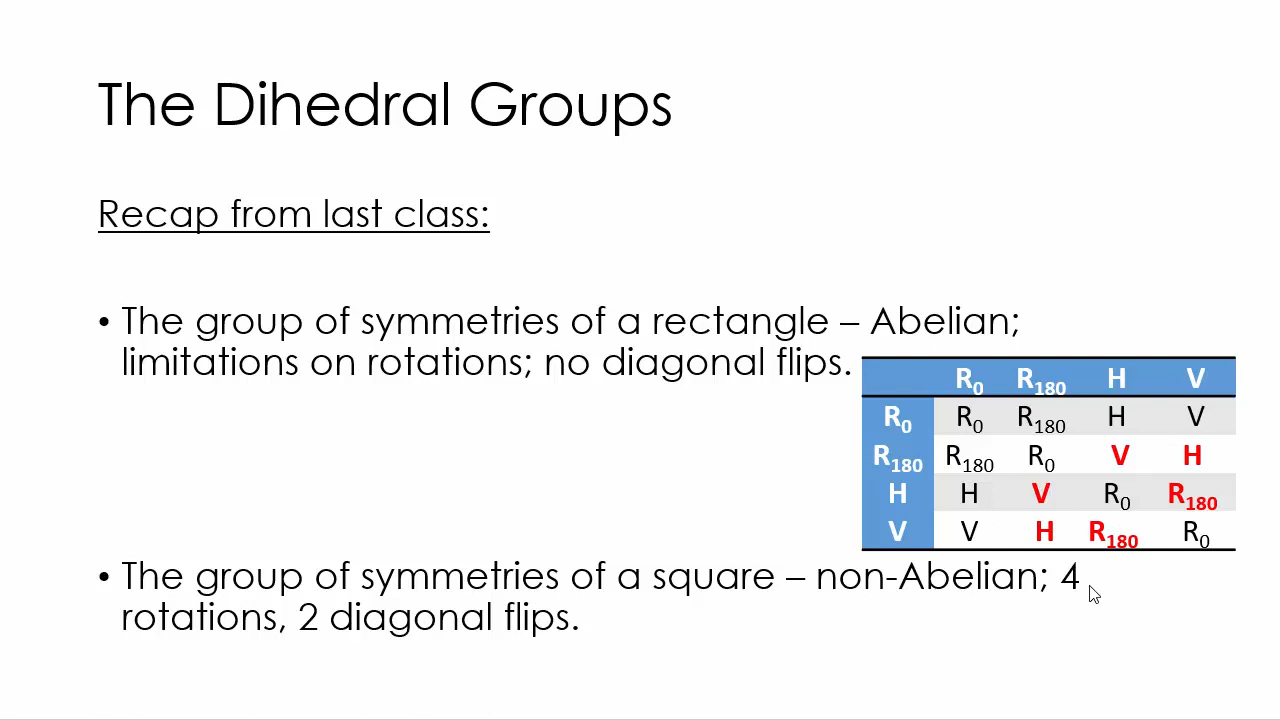 The Dihedral Groups
Recap from last class:
• The group of symmetries of a rectangle – Abelian;
limitations on rotations; no diagonal flips.
R₀ R₁₈₀ H V
R₀ R₀ R₁₈₀ H V
R₁₈₀ R₁₈₀ R₀ V H
H H V R₀ R₁₈₀
V V H R₁₈₀ R₀
• The group of symmetries of a square – non-Abelian; 4
rotations, 2 diagonal flips.